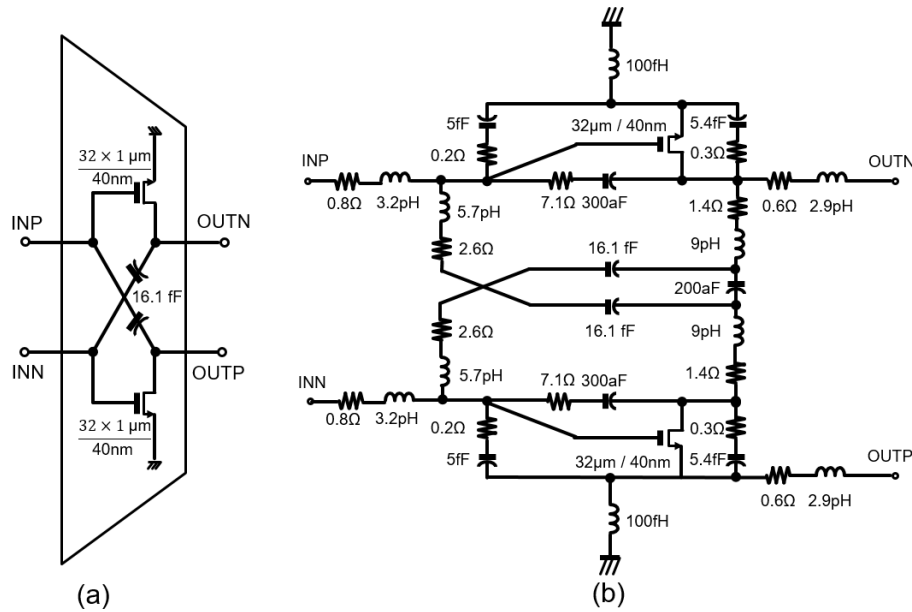 32 × 1 µm
40nm
INP
OUTN
16.1 fF
INN
OUTP
32 × 1 µm
40nm
(a)
100fH
5fF
32µm / 40nm
5.4fF
0.2Ω
0.3Ω
INP
OUTN
0.8Ω
3.2pH
7.1Ω
300aF
0.6Ω
2.9pH
5.7pH
1.4Ω
2.6Ω
16.1 fF
9pH
200aF
2.6Ω
16.1 fF
9pH
5.7pH
7.1Ω
300aF
1.4Ω
INN
0.8Ω
3.2pH
0.2Ω
0.3Ω
5fF
32µm / 40nm
5.4fF
OUTP
0.6Ω
2.9pH
100fH
(b)